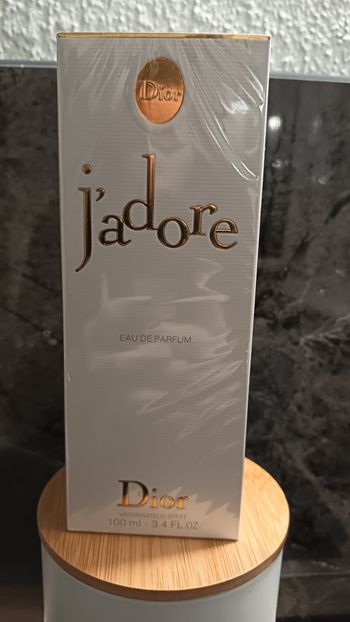 Dior
j'adore
EAU DE PARFUM
Dior
VAPORISATEUR SPRAY
100 ml - 3.4 FL.OZ